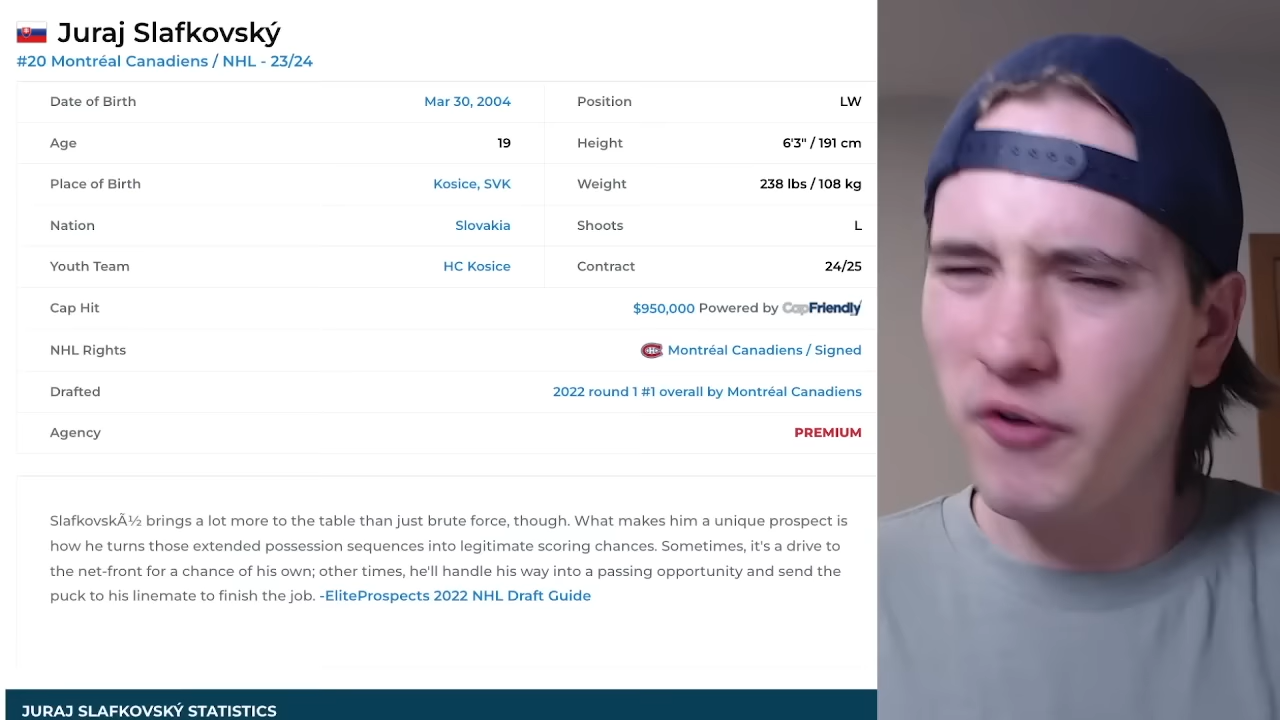 Juraj Slafkovský
#20 Montréal Canadiens / NHL - 23/24
Date of Birth Mar 30, 2004 Position LW
Age 19 Height 6'3" / 191 cm
Place of Birth Kosice, SVK Weight 238 lbs / 108 kg
Nation Slovakia Shoots L
Youth Team HC Kosice Contract 24/25
Cap Hit $950,000 Powered by CapFriendly
NHL Rights Montréal Canadiens / Signed
Drafted 2022 round 1 #1 overall by Montréal Canadiens
Agency PREMIUM
SlafkovskÃ½ brings a lot more to the table than just brute force, though. What makes him a unique prospect is
how he turns those extended possession sequences into legitimate scoring chances. Sometimes, it's a drive to
the net-front for a chance of his own; other times, he'll handle his way into a passing opportunity and send the
puck to his linemate to finish the job. -EliteProspects 2022 NHL Draft Guide
JURAJ SLAFKOVSKÝ STATISTICS